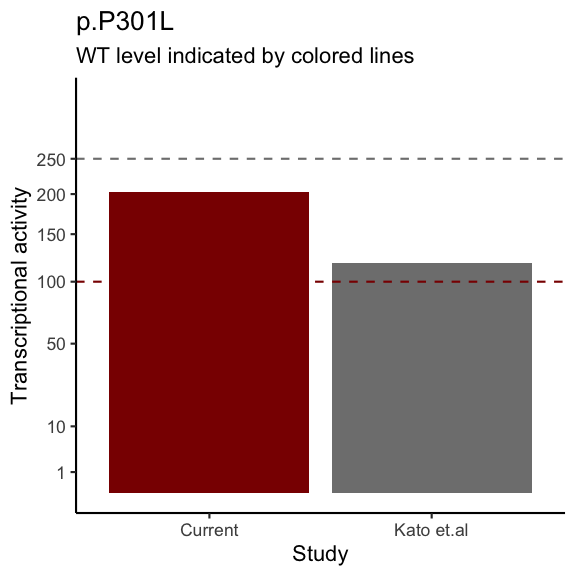 p.P301L
WT level indicated by colored lines
Transcriptional activity
250
200
150
100
50
10
1
Current
Kato et.al
Study